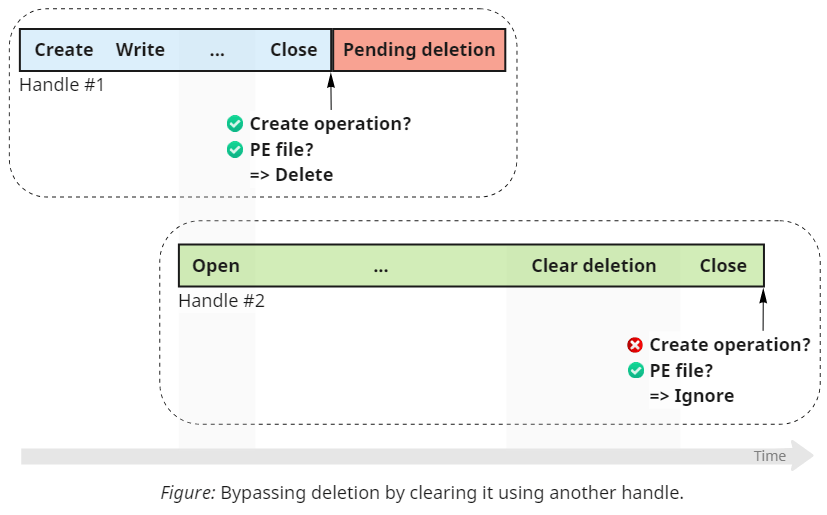 Create Write ... Close Pending deletion
Handle #1
Create operation?
PE file?
=> Delete
Open ... Clear deletion Close
Handle #2
Create operation?
PE file?
=> Ignore
Time
Figure: Bypassing deletion by clearing it using another handle.